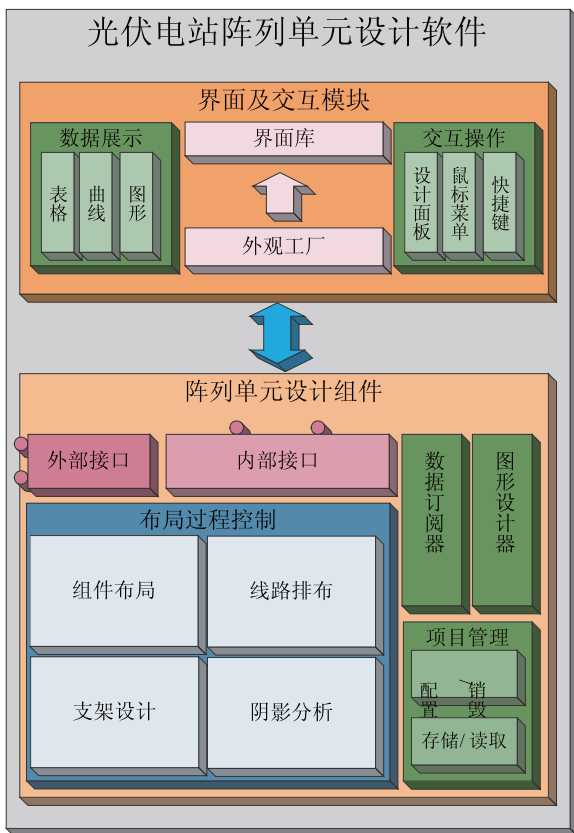 光伏电站阵列单元设计软件
界面及交互模块
数据展示
表格
曲线
图形
界面库
外观工厂
交互操作
设计面板
鼠标菜单
快捷键
阵列单元设计组件
外部接口
内部接口
数据订阅器
图形设计器
布局过程控制
组件布局
线路排布
支架设计
阴影分析
项目管理
配置/销毁
存储/读取